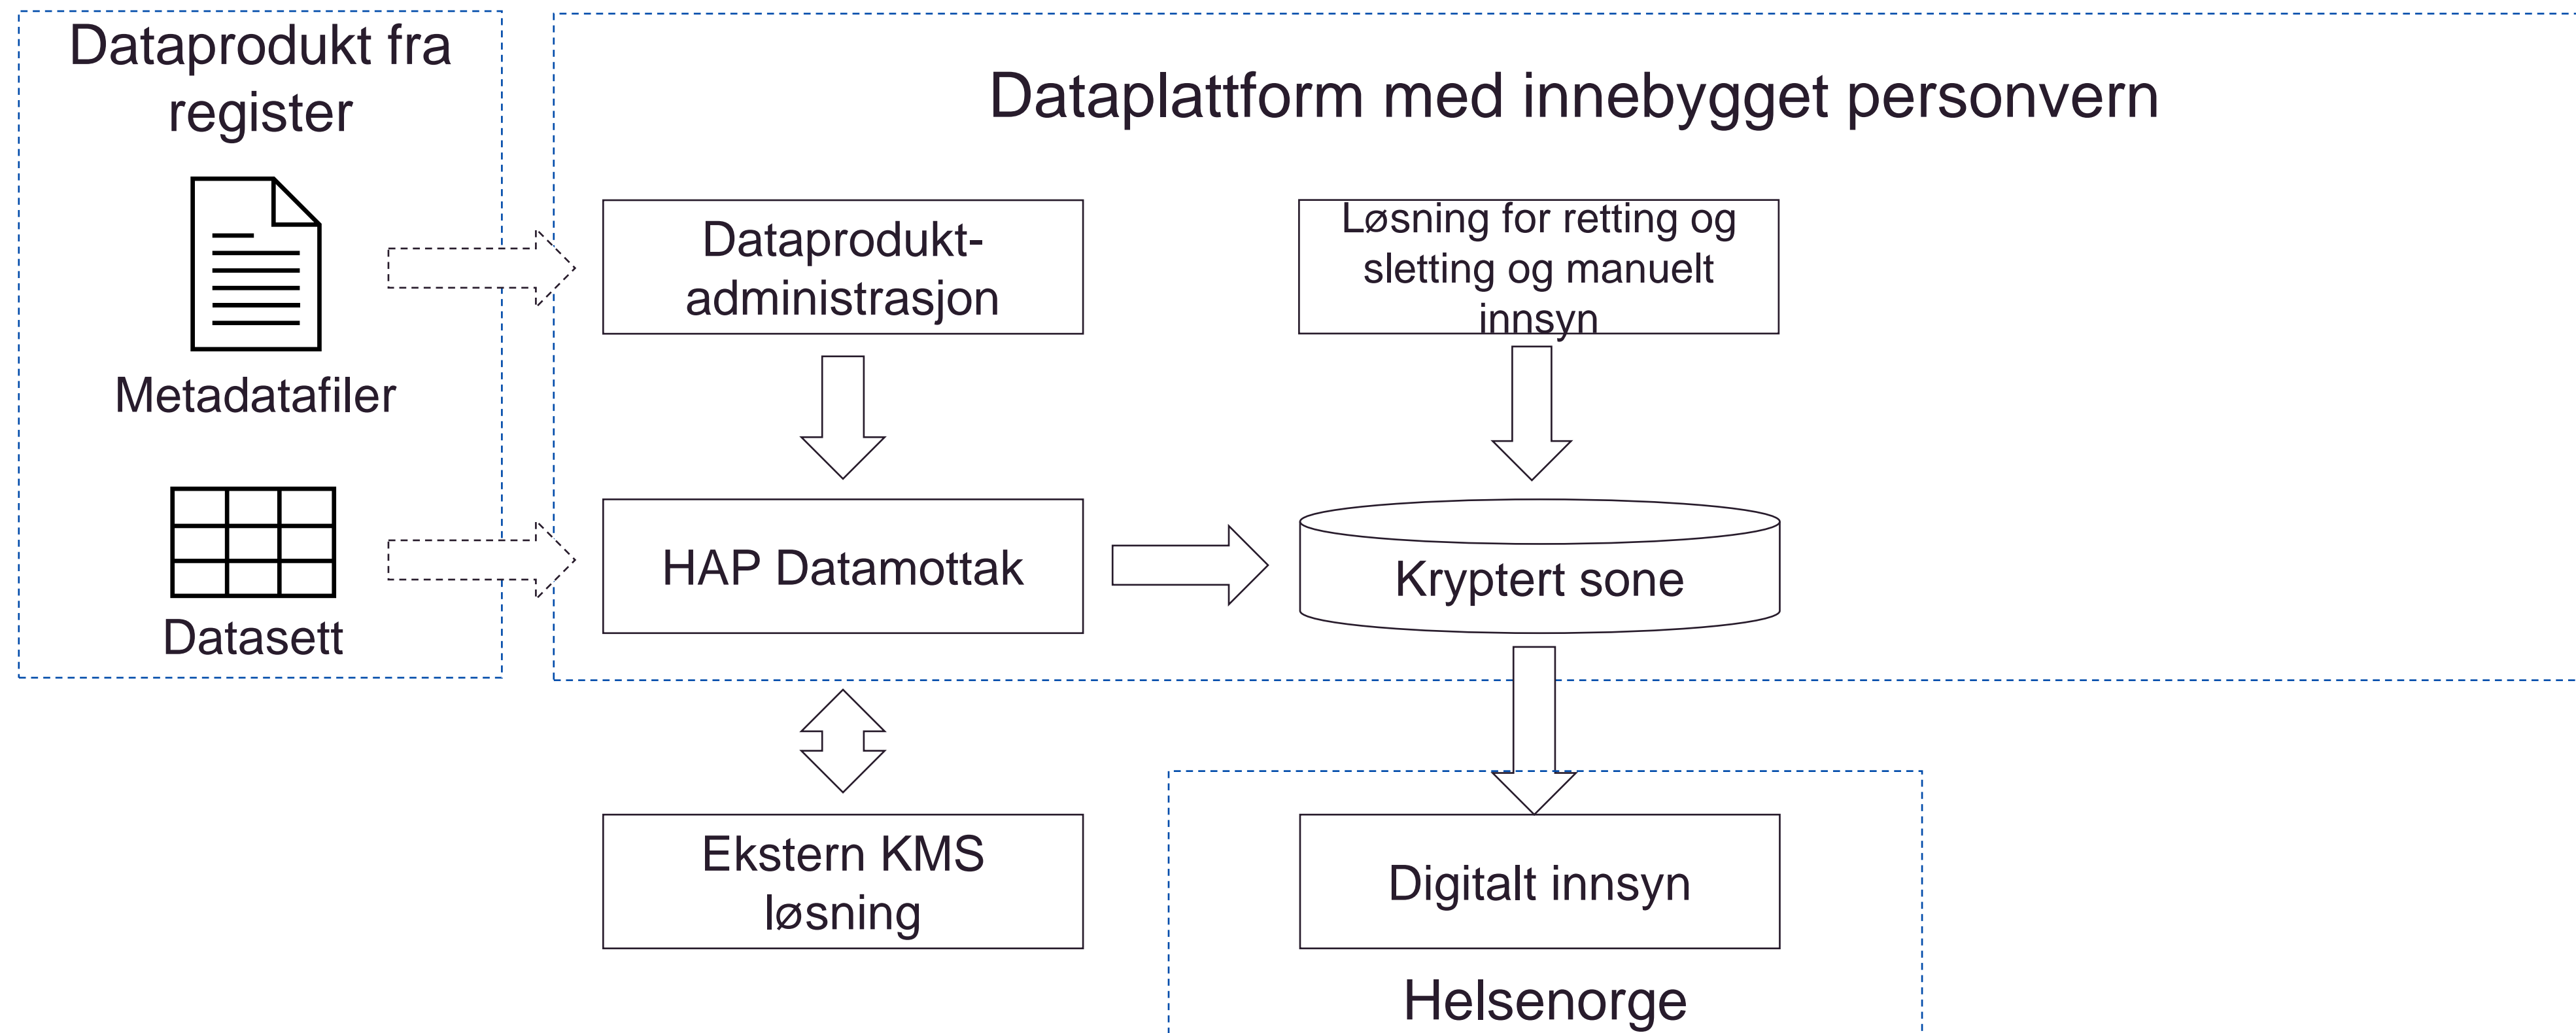 Dataprodukt fra
register
Metadatafiler
Datasett
Dataplattform med innebygget personvern
Dataprodukt-
administrasjon
Løsning for retting og
sletting og manuelt
innsyn
HAP Datamottak
Kryptert sone
Ekstern KMS
løsning
Digitalt innsyn
Helsenorge